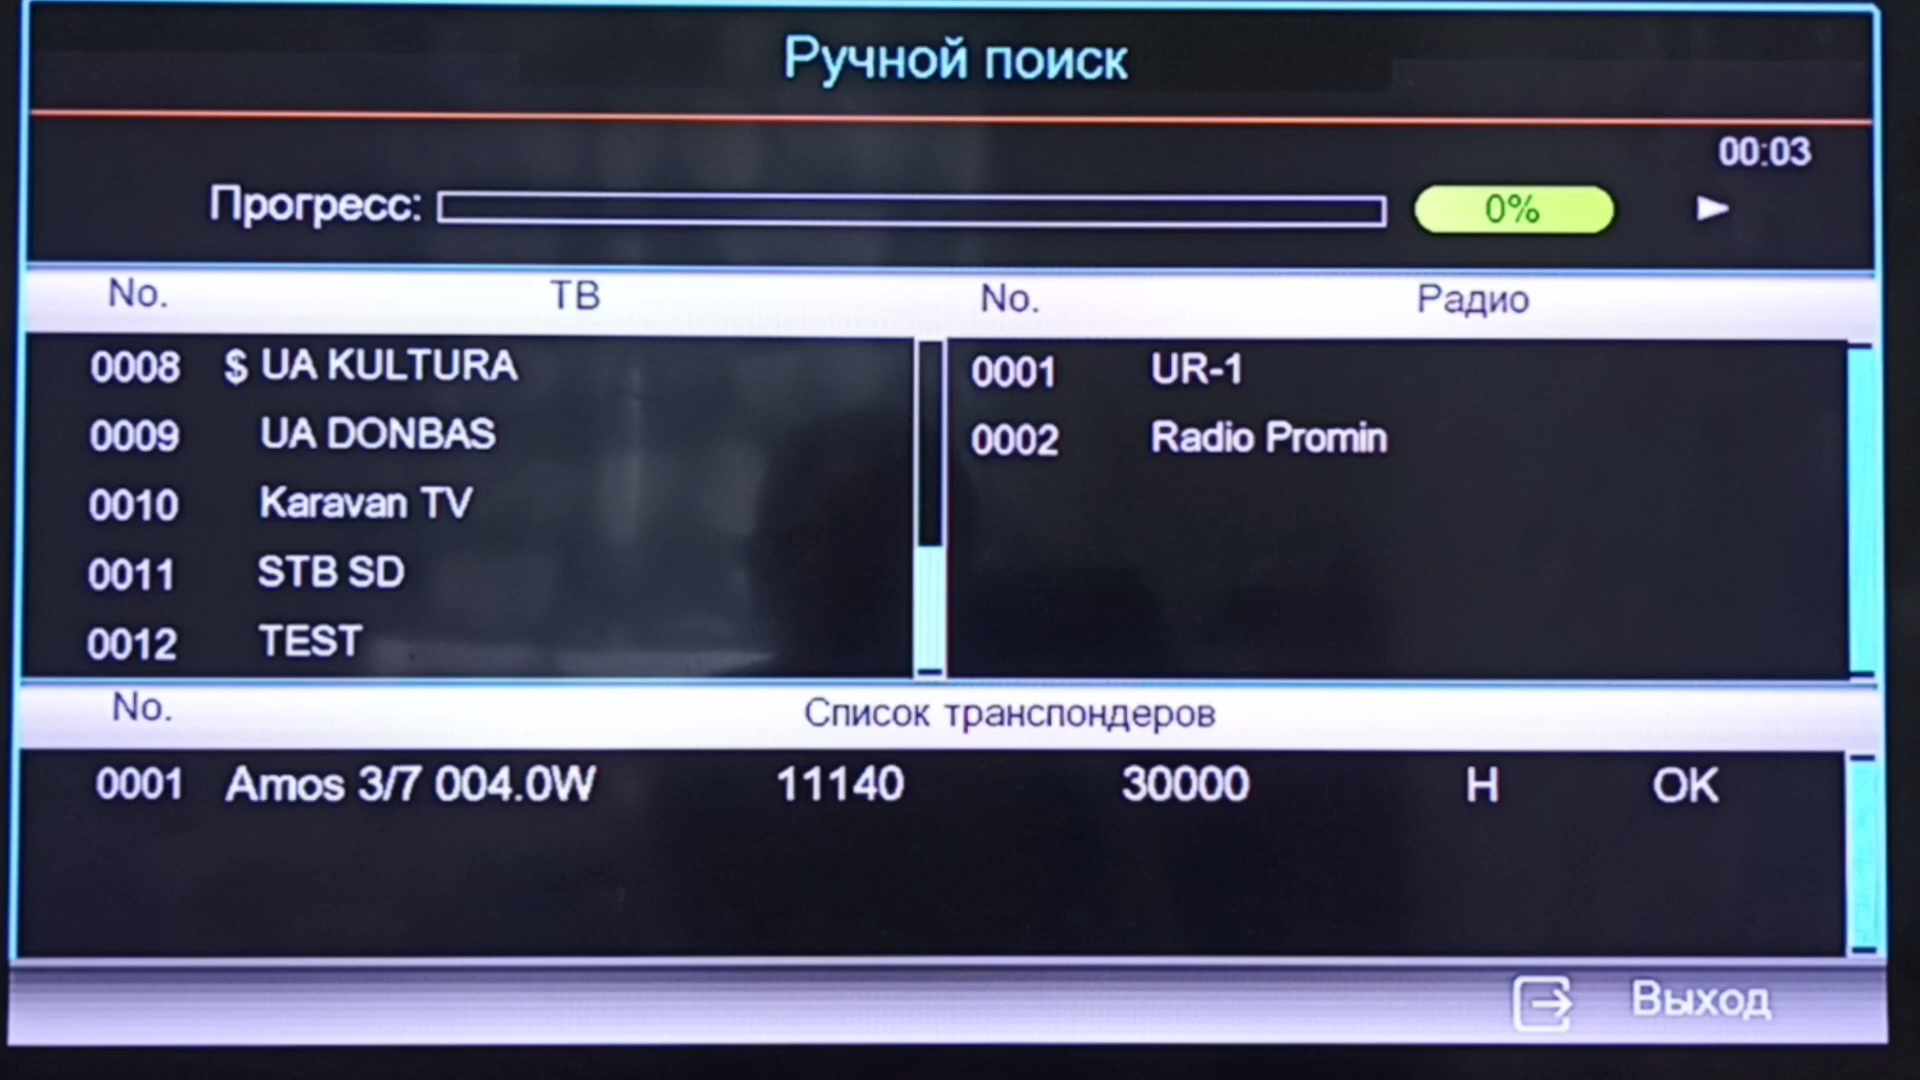 Ручной поиск
00:03
Прогресс: 0%
No. ТВ No. Радио
0008 $ UA KULTURA 0001 UR-1
0009 UA DONBAS 0002 Radio Promin
0010 Karavan TV
0011 STB SD
0012 TEST
No. Список транспондеров
0001 Amos 3/7 004.0W 11140 30000 H OK
Выход